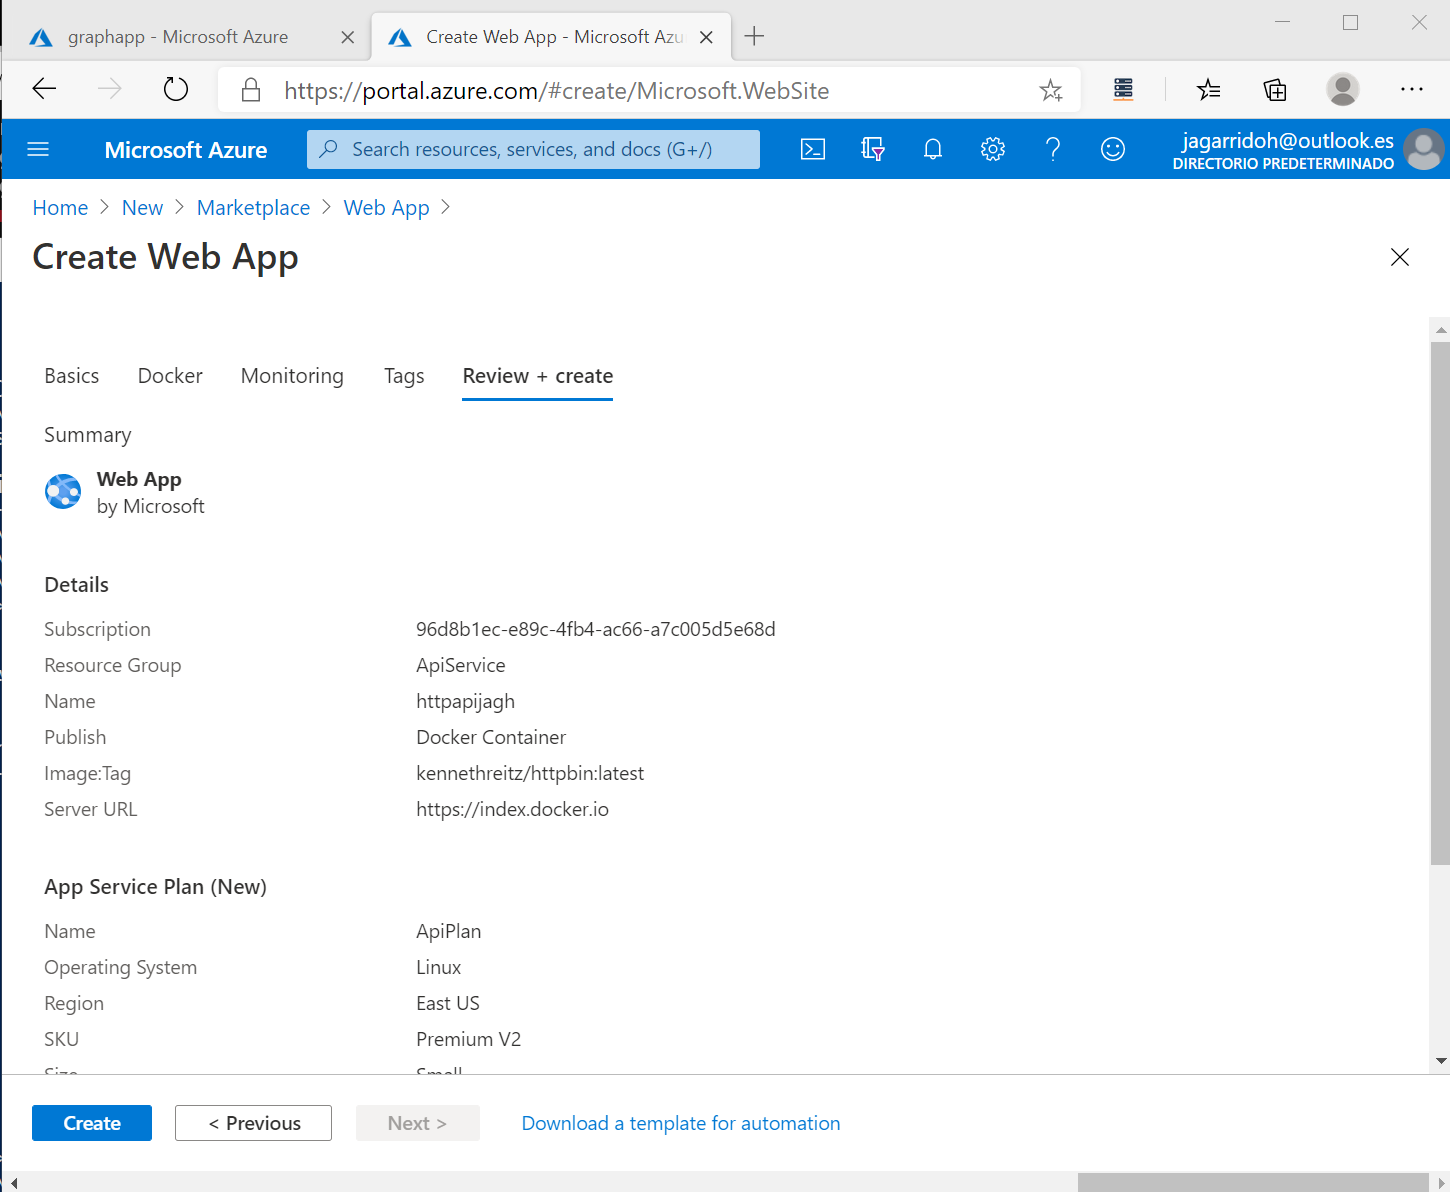 graphapp - Microsoft Azure
Create Web App - Microsoft Azu
https://portal.azure.com/#create/Microsoft.WebSite
Microsoft Azure
Search resources, services, and docs (G+/)
jagarridoh@outlook.es
DIRECTORIO PREDETERMINADO
Home > New > Marketplace > Web App >
Create Web App
Basics Docker Monitoring Tags Review + create
Summary
Web App
by Microsoft
Details
Subscription 96d8b1ec-e89c-4fb4-ac66-a7c005d5e68d
Resource Group ApiService
Name httpapijagh
Publish Docker Container
Image:Tag kennethreitz/httpbin:latest
Server URL https://index.docker.io
App Service Plan (New)
Name ApiPlan
Operating System Linux
Region East US
SKU Premium V2
Size Small
Create < Previous Next > Download a template for automation